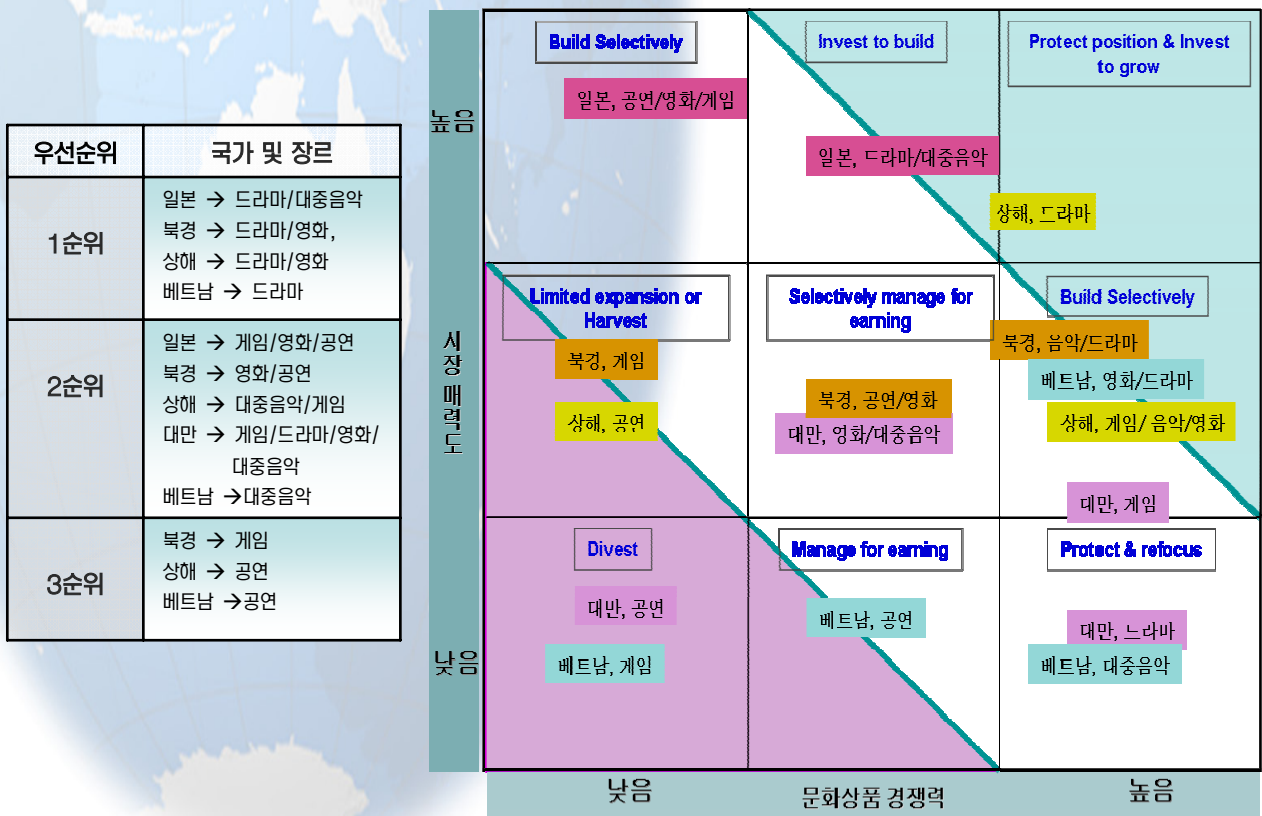 우선순위
국가 및 장르
1순위
일본 → 드라마/대중음악
북경 → 드라마/영화,
상해 → 드라마/영화
베트남 → 드라마
2순위
일본 → 게임/영화/공연
북경 → 영화/공연
상해 → 대중음악/게임
대만 → 게임/드라마/영화/
대중음악
베트남 →대중음악
3순위
북경 → 게임
상해 → 공연
베트남 →공연
높음
시장 매력도
낮음
Build Selectively
일본, 공연/영화/게임
Invest to build
일본, 드라마/대중음악
Protect position & Invest
to grow
상해, 드라마
Limited expansion or
Harvest
북경, 게임
상해, 공연
Selectively manage for
earning
북경, 공연/영화
대만, 영화/대중음악
Build Selectively
북경, 음악/드라마
베트남, 영화/드라마
상해, 게임/ 음악/영화
대만, 게임
Divest
대만, 공연
베트남, 게임
Manage for earning
베트남, 공연
Protect & refocus
대만, 느라마
베트남, 대중음악
낮음
문화상품 경쟁력
높음